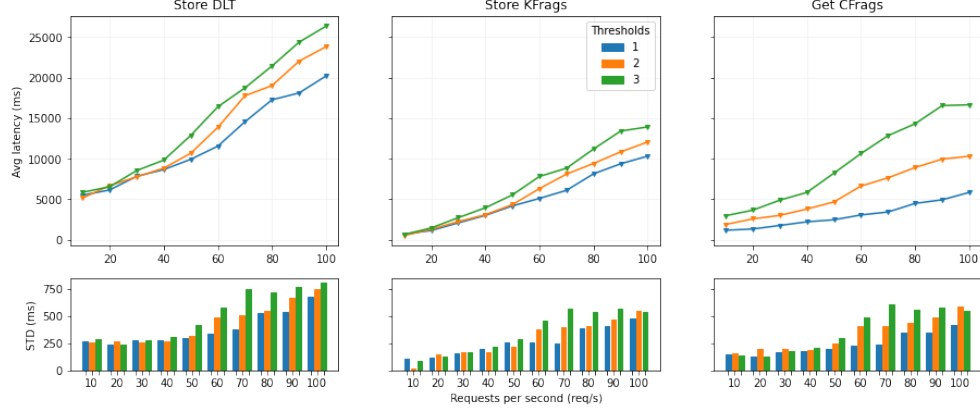 Store DLT
Store KFrags
Get CFrags
Avg latency (ms)
25000
20000
15000
10000
5000
0
20 40 60 80 100
Thresholds
1
2
3
20 40 60 80 100
20 40 60 80 100
STD (ms)
750
500
250
0
10 20 30 40 50 60 70 80 90 100
10 20 30 40 50 60 70 80 90 100
10 20 30 40 50 60 70 80 90 100
Requests per second (req/s)